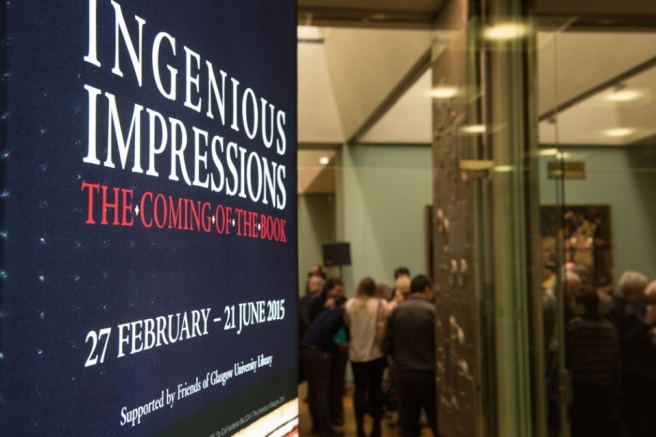 INGENIOUS
IMPRESSIONS
THE·COMING·OF·THE·BOOK
27 FEBRUARY – 21 JUNE 2015
Supported by Friends of Glasgow University Library